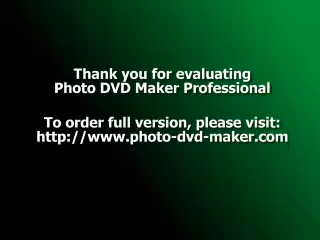 Thank you for evaluating
Photo DVD Maker Professional
To order full version, please visit:
http://www.photo-dvd-maker.com